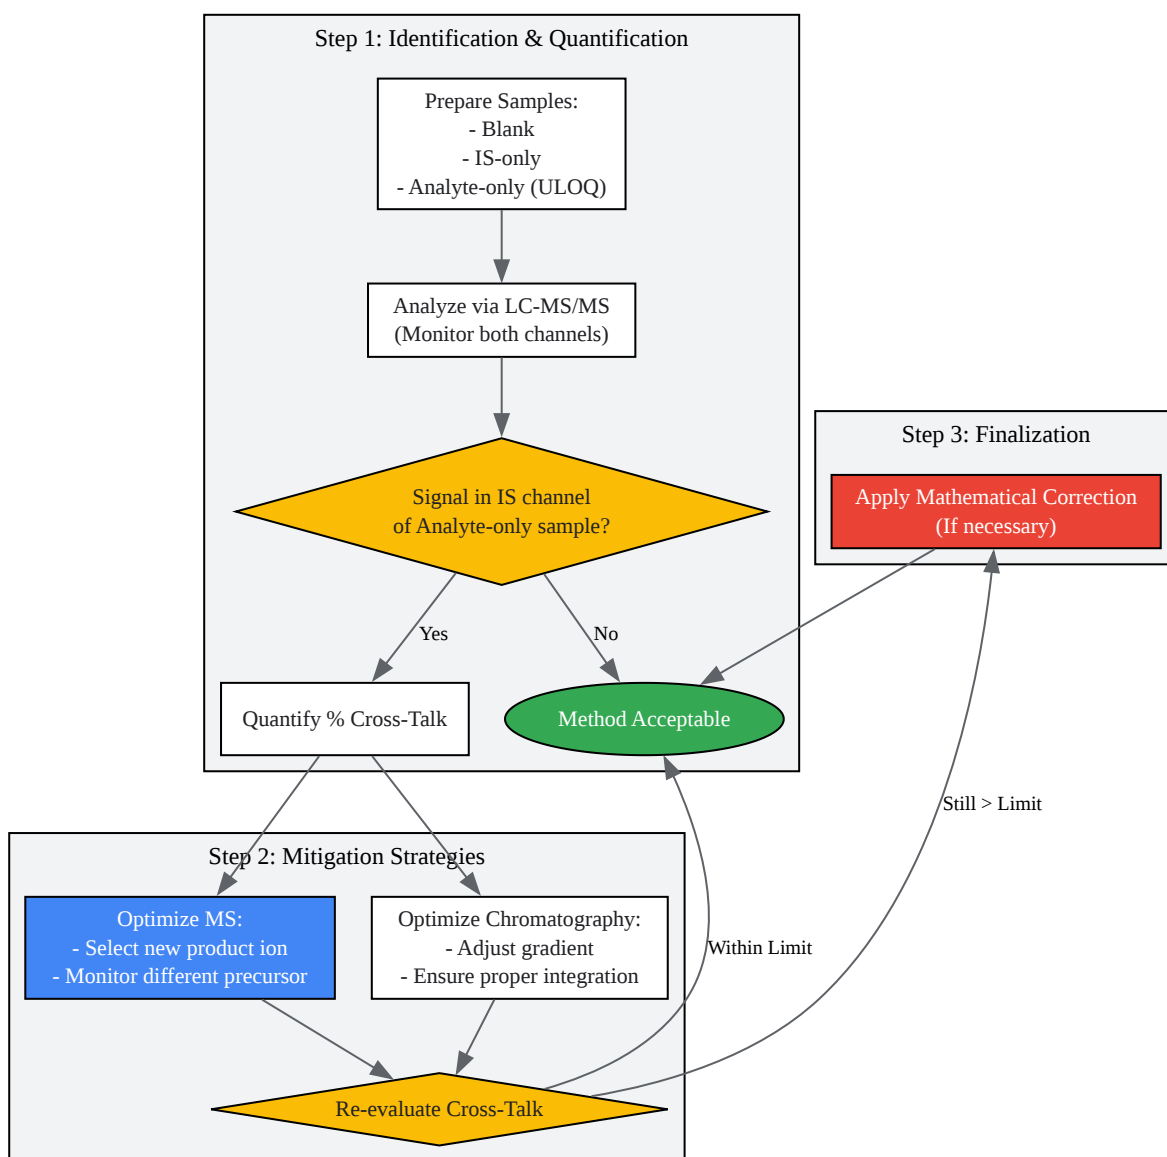 Step 1: Identification & Quantification
Prepare Samples:
- Blank
- IS-only
- Analyte-only (ULOQ)
Analyze via LC-MS/MS
(Monitor both channels)
Signal in IS channel
of Analyte-only sample?
Yes
No
Quantify % Cross-Talk
Method Acceptable
Step 2: Mitigation Strategies
Optimize MS:
- Select new product ion
- Monitor different precursor
Optimize Chromatography:
- Adjust gradient
- Ensure proper integration
Re-evaluate Cross-Talk
Within Limit
Still > Limit
Step 3: Finalization
Apply Mathematical Correction
(If necessary)